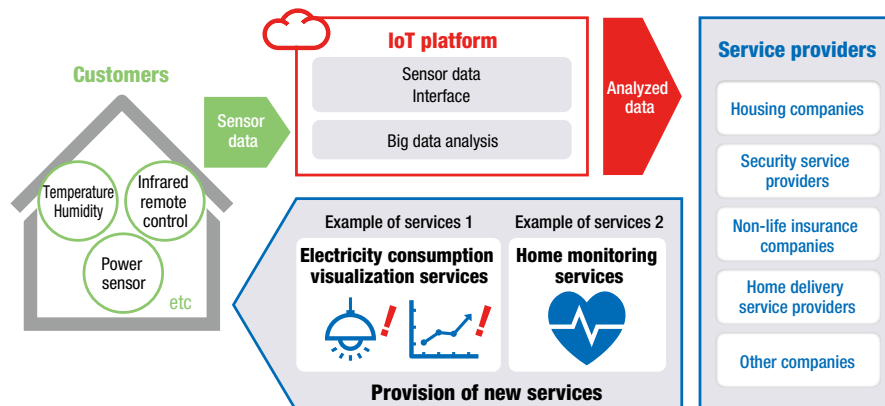 Customers
Temperature
Humidity
Infrared
remote
control
Power
sensor
etc
Sensor
data
IoT platform
Sensor data
Interface
Big data analysis
Analyzed
data
Service providers
Housing companies
Security service
providers
Non-life insurance
companies
Home delivery
service providers
Other companies
Example of services 1
Electricity consumption
visualization services
Example of services 2
Home monitoring
services
Provision of new services